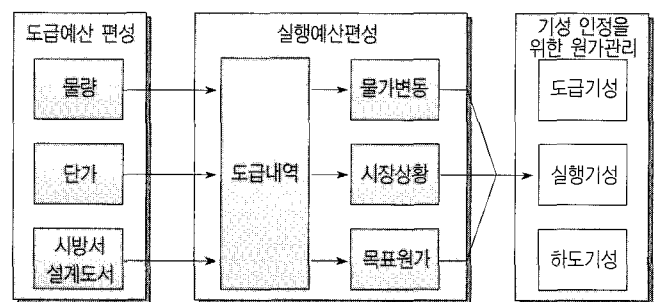 도급예산 편성
물량
단가
시방서
설계도서
실행예산편성
도급내역
물가변동
시장상황
목표원가
기성 인정을
위한 원가관리
도급기성
실행기성
하도기성